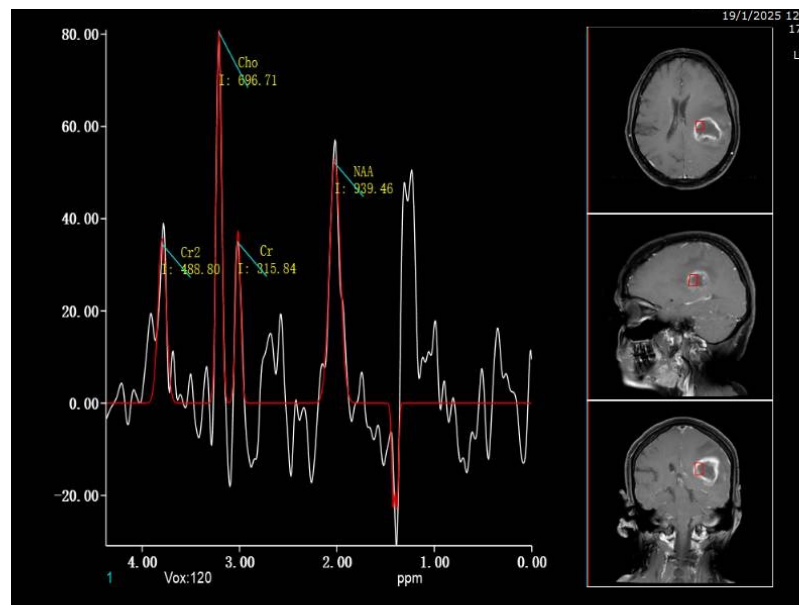 19/1/2025 12
17
L
80.00
60.00
40.00
20.00
0.00
-20.00
Cho
I: 696.71
NAA
I: 939.46
Cr2
I: 488.80
Cr
I: 315.84
4.00 3.00 2.00 1.00 0.00
1 Vox:120 ppm